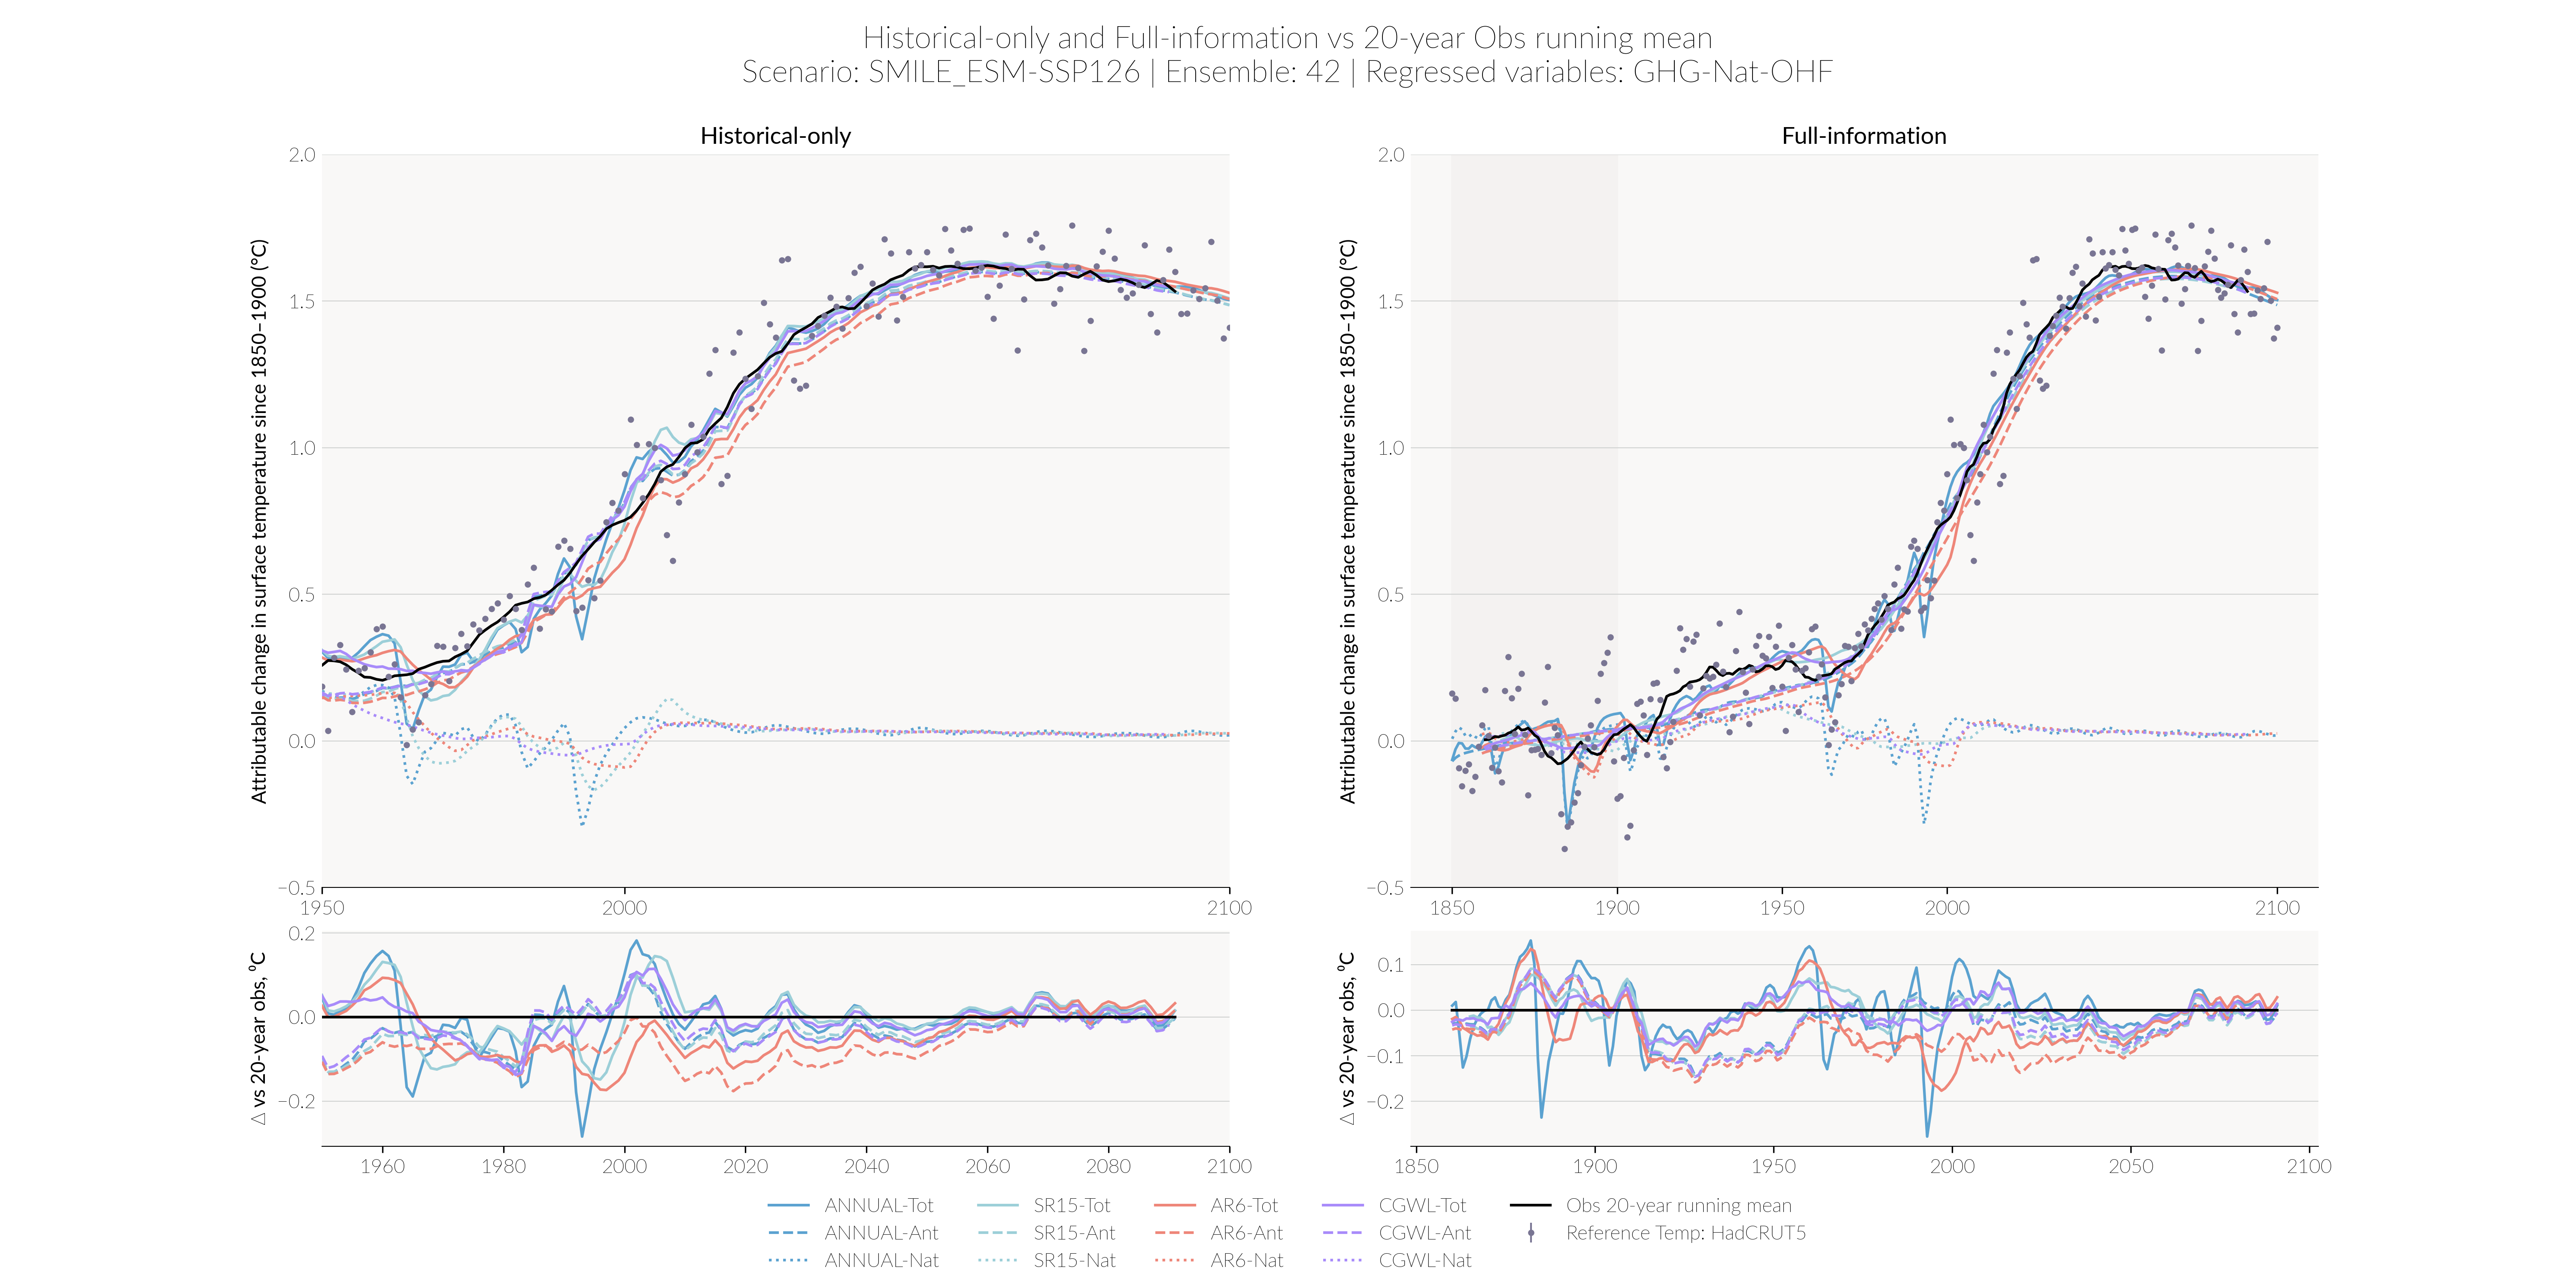 Historical-only and Full-information vs 20-year Obs running mean
Scenario: SMILE_ESM-SSP126 | Ensemble: 42 | Regressed variables: GHG-Nat-OHF
Historical-only
Attributable change in surface temperature since 1850–1900 (°C)
2.0
1.5
1.0
0.5
0.0
−0.5
1950
2000
2100
Full-information
Attributable change in surface temperature since 1850–1900 (°C)
2.0
1.5
1.0
0.5
0.0
−0.5
1850
1900
1950
2000
2100
Δ vs 20-year obs, ⁰C
0.2
0.0
−0.2
1960
1980
2000
2020
2040
2060
2080
2100
Δ vs 20-year obs, ⁰C
0.1
0.0
−0.1
−0.2
1850
1900
1950
2000
2050
2100
ANNUAL-Tot
ANNUAL-Ant
ANNUAL-Nat
SR15-Tot
SR15-Ant
SR15-Nat
AR6-Tot
AR6-Ant
AR6-Nat
CGWL-Tot
CGWL-Ant
CGWL-Nat
Obs 20-year running mean
Reference Temp: HadCRUT5